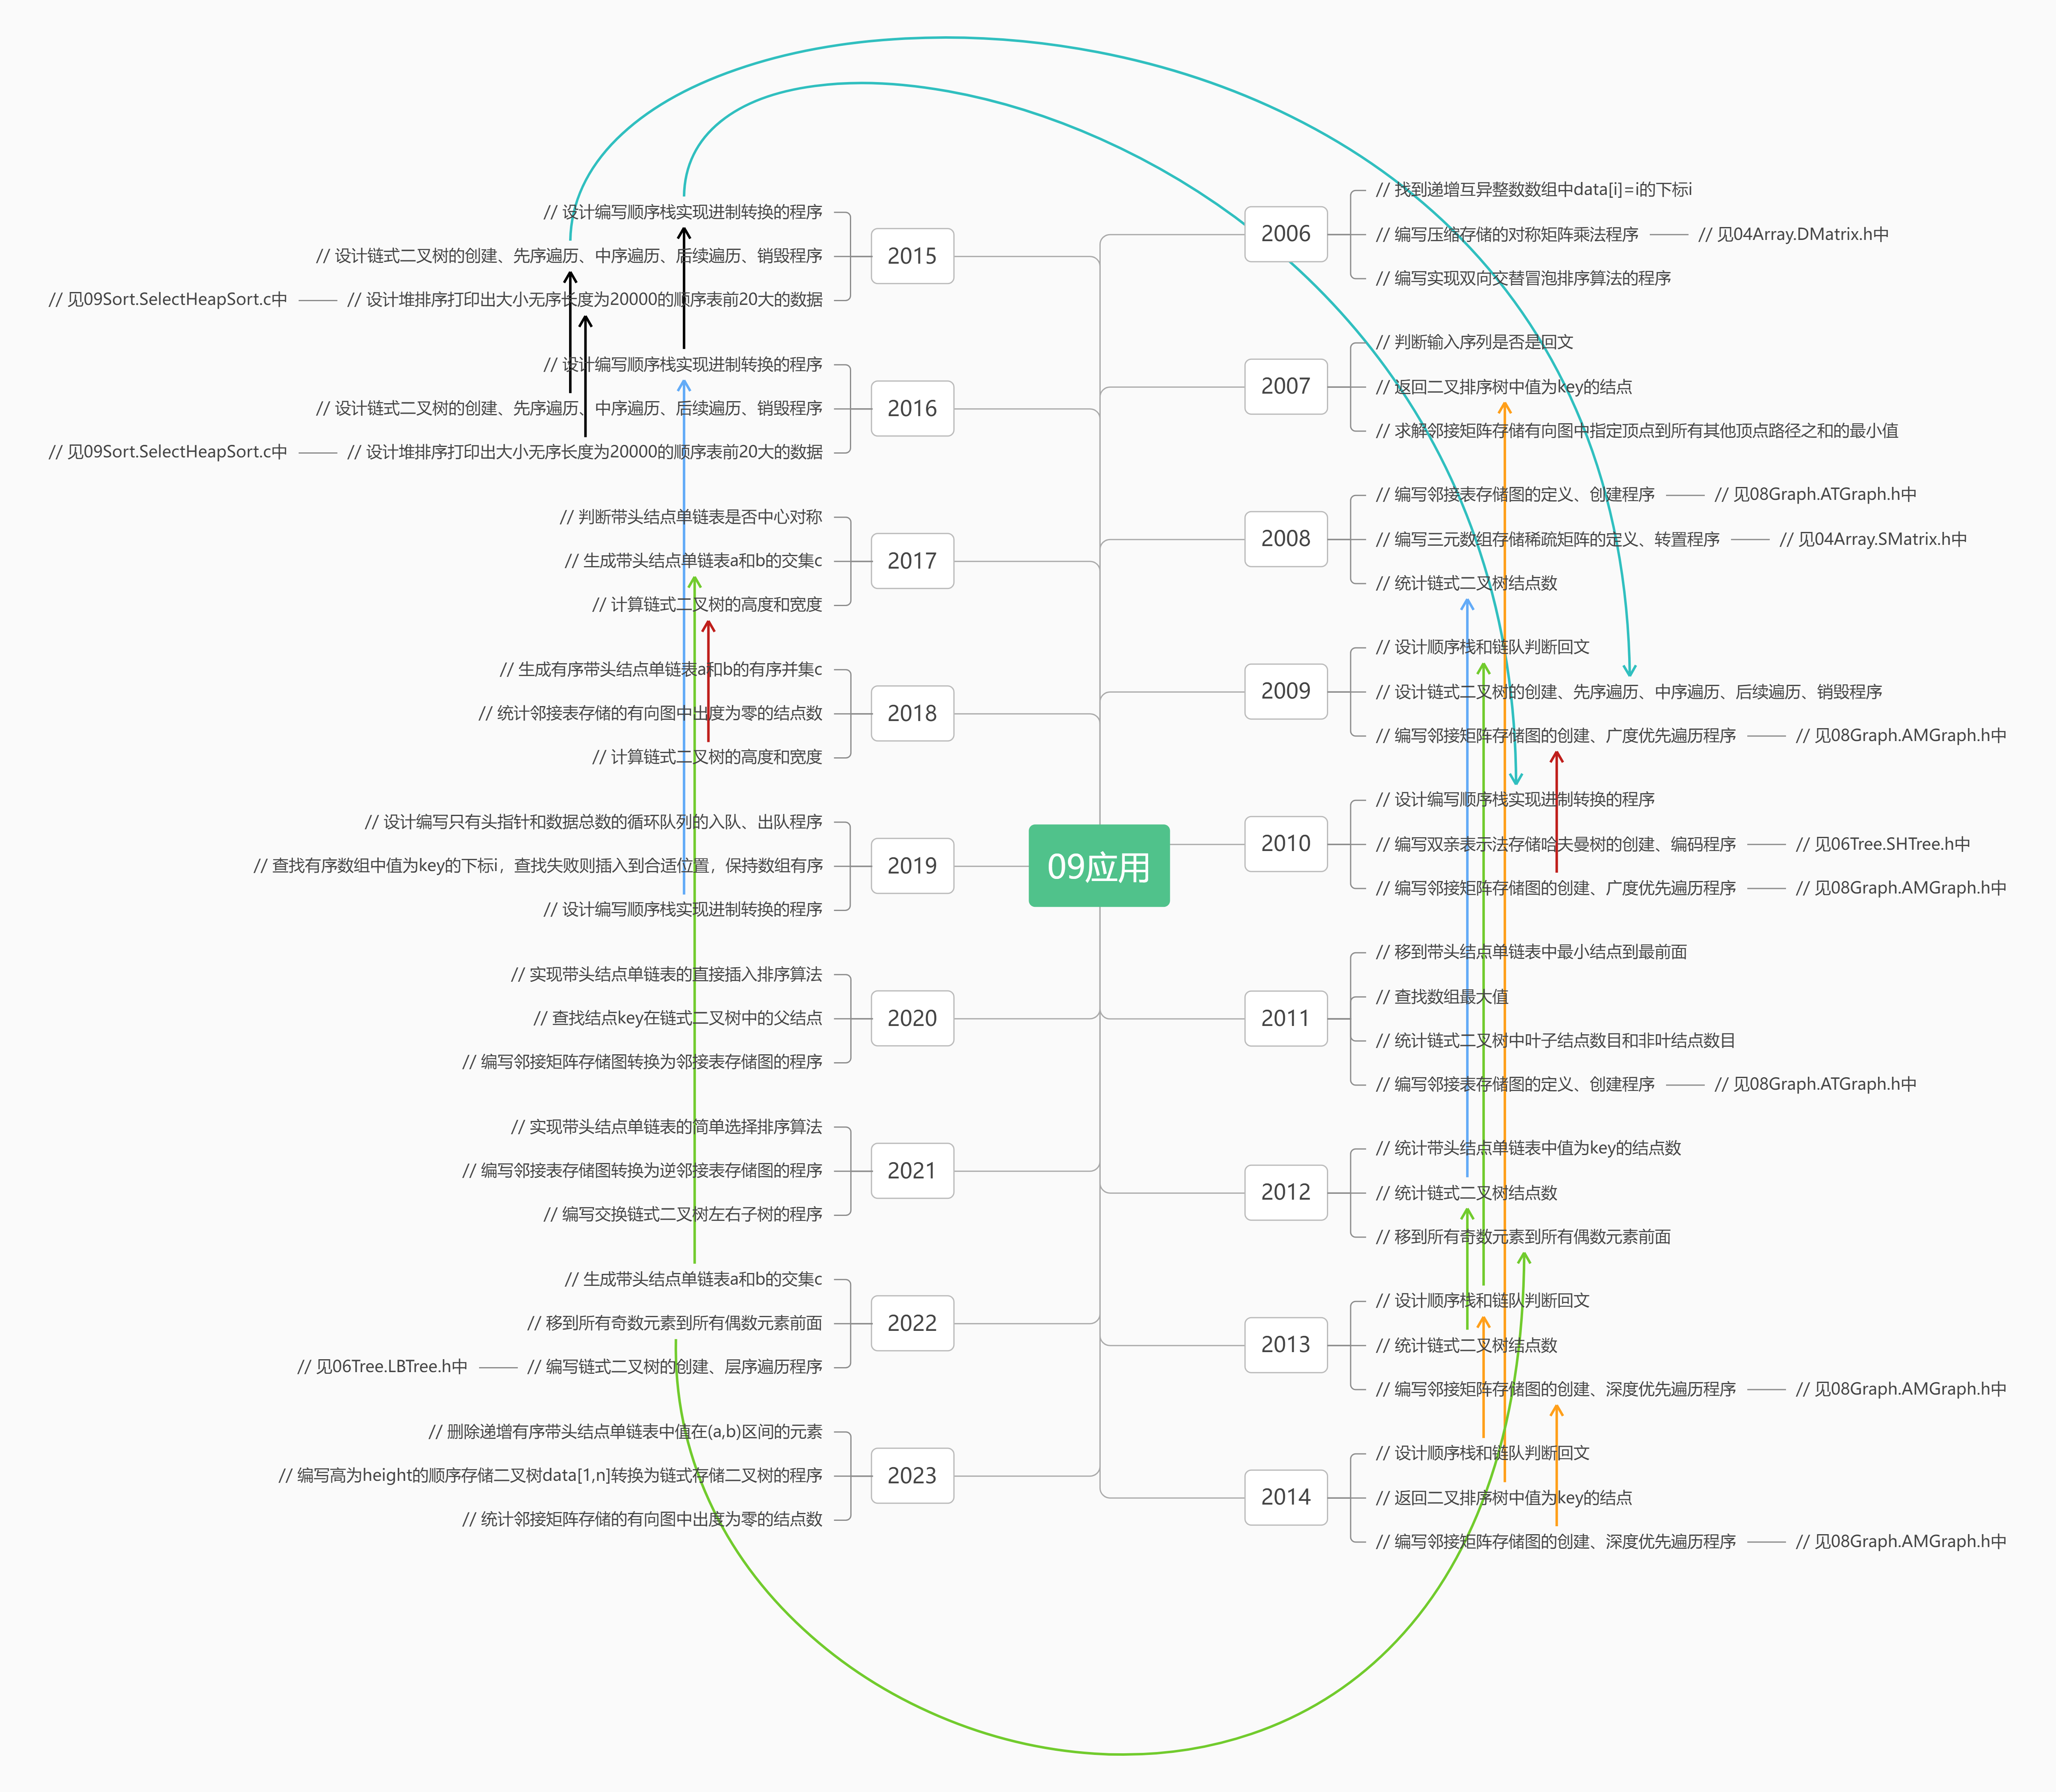 09应用
2006
// 找到递增互异整数数组中data[i]=i的下标i
// 编写压缩存储的对称矩阵乘法程序
// 见04Array.DMatrix.h中
// 编写实现双向交替冒泡排序算法的程序
2007
// 判断输入序列是否是回文
// 返回二叉排序树中值为key的结点
// 求解邻接矩阵存储有向图中指定顶点到所有其他顶点路径之和的最小值
2008
// 编写邻接表存储图的定义、创建程序
// 见08Graph.ATGraph.h中
// 编写三元数组存储稀疏矩阵的定义、转置程序
// 见04Array.SMatrix.h中
// 统计链式二叉树结点数
2009
// 设计顺序栈和链队判断回文
// 设计链式二叉树的创建、先序遍历、中序遍历、后续遍历、销毁程序
// 编写邻接矩阵存储图的创建、广度优先遍历程序
// 见08Graph.AMGraph.h中
2010
// 设计编写顺序栈实现进制转换的程序
// 编写双亲表示法存储哈夫曼树的创建、编码程序
// 见06Tree.SHTree.h中
// 编写邻接矩阵存储图的创建、广度优先遍历程序
// 见08Graph.AMGraph.h中
2011
// 移到带头结点单链表中最小结点到最前面
// 查找数组最大值
// 统计链式二叉树中叶子结点数目和非叶结点数目
// 编写邻接表存储图的定义、创建程序
// 见08Graph.ATGraph.h中
2012
// 统计带头结点单链表中值为key的结点数
// 统计链式二叉树结点数
// 移到所有奇数元素到所有偶数元素前面
2013
// 设计顺序栈和链队判断回文
// 统计链式二叉树结点数
// 编写邻接矩阵存储图的创建、深度优先遍历程序
// 见08Graph.AMGraph.h中
2014
// 设计顺序栈和链队判断回文
// 返回二叉排序树中值为key的结点
// 编写邻接矩阵存储图的创建、深度优先遍历程序
// 见08Graph.AMGraph.h中
2015
// 设计编写顺序栈实现进制转换的程序
// 设计链式二叉树的创建、先序遍历、中序遍历、后续遍历、销毁程序
// 设计堆排序打印出大小无序长度为20000的顺序表前20大的数据
// 见09Sort.SelectHeapSort.c中
2016
// 设计编写顺序栈实现进制转换的程序
// 设计链式二叉树的创建、先序遍历、中序遍历、后续遍历、销毁程序
// 设计堆排序打印出大小无序长度为20000的顺序表前20大的数据
// 见09Sort.SelectHeapSort.c中
2017
// 判断带头结点单链表是否中心对称
// 生成带头结点单链表a和b的交集c
// 计算链式二叉树的高度和宽度
2018
// 生成有序带头结点单链表a和b的有序并集c
// 统计邻接表存储的有向图中出度为零的结点数
// 计算链式二叉树的高度和宽度
2019
// 设计编写只有头指针和数据总数的循环队列的入队、出队程序
// 查找有序数组中值为key的下标i，查找失败则插入到合适位置，保持数组有序
// 设计编写顺序栈实现进制转换的程序
2020
// 实现带头结点单链表的直接插入排序算法
// 查找结点key在链式二叉树中的父结点
// 编写邻接矩阵存储图转换为邻接表存储图的程序
2021
// 实现带头结点单链表的简单选择排序算法
// 编写邻接表存储图转换为逆邻接表存储图的程序
// 编写交换链式二叉树左右子树的程序
2022
// 生成带头结点单链表a和b的交集c
// 移到所有奇数元素到所有偶数元素前面
// 编写链式二叉树的创建、层序遍历程序
// 见06Tree.LBTree.h中
2023
// 删除递增有序带头结点单链表中值在(a,b)区间的元素
// 编写高为height的顺序存储二叉树data[1,n]转换为链式存储二叉树的程序
// 统计邻接矩阵存储的有向图中出度为零的结点数